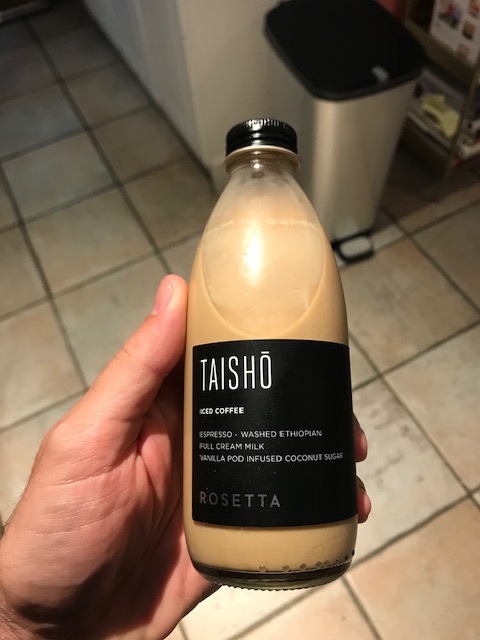 TAISHŌ
ICED COFFEE
ESPRESSO - WASHED ETHIOPIAN
FULL CREAM MILK
VANILLA POD INFUSED COCONUT SUGAR
ROSETTA